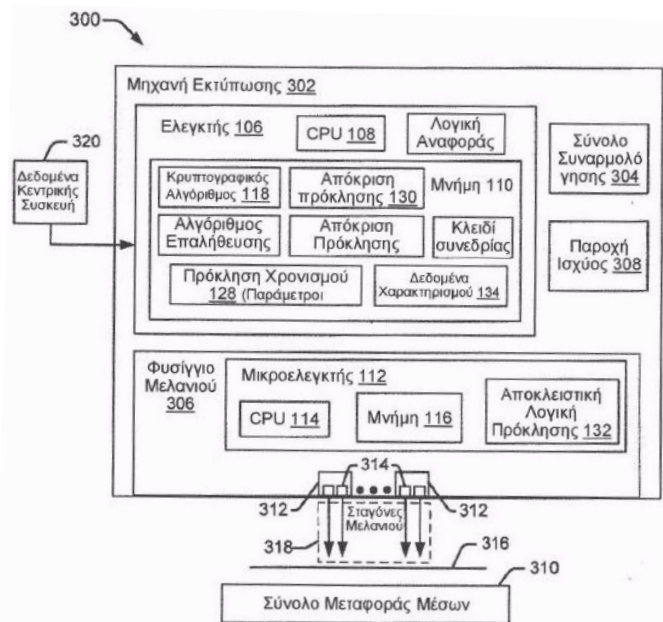 300
Μηχανή Εκτύπωσης 302
Ελεγκτής 106
CPU 108
Λογική
Αναφοράς
320
Δεδομένα
Κεντρικής
Συσκευή
Κρυπτογραφικός
Αλγόριθμος 118
Απόκριση
πρόκλησης 130
Μνήμη 110
Αλγόριθμος
Επαλήθευσης
Απόκριση
Πρόκλησης
Κλειδί
συνεδρίας
Πρόκληση Χρονισμού
128 (Παράμετροι
Δεδομένα
Χαρακτηρισμού 134
Σύνολο
Συναρμολό
γησης 304
Παροχή
Ισχύος 308
Φυσίγγιο
Μελανιού
306
Μικροελεγκτής 112
CPU 114
Μνήμη 116
Αποκλειστική
Λογική
Πρόκλησης 132
312
314
312
Σταγόνες
Μελανιού
318
316
310
Σύνολο Μεταφοράς Μέσων